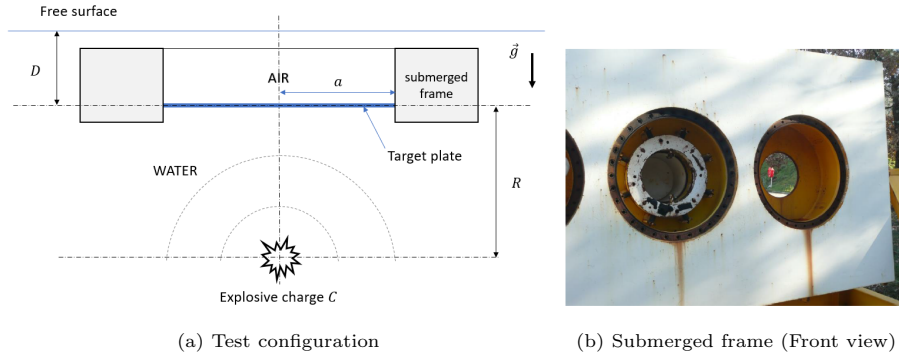 Free surface
D
AIR
a
submerged
frame
g⃗
Target plate
WATER
R
Explosive charge C
(a) Test configuration
(b) Submerged frame (Front view)